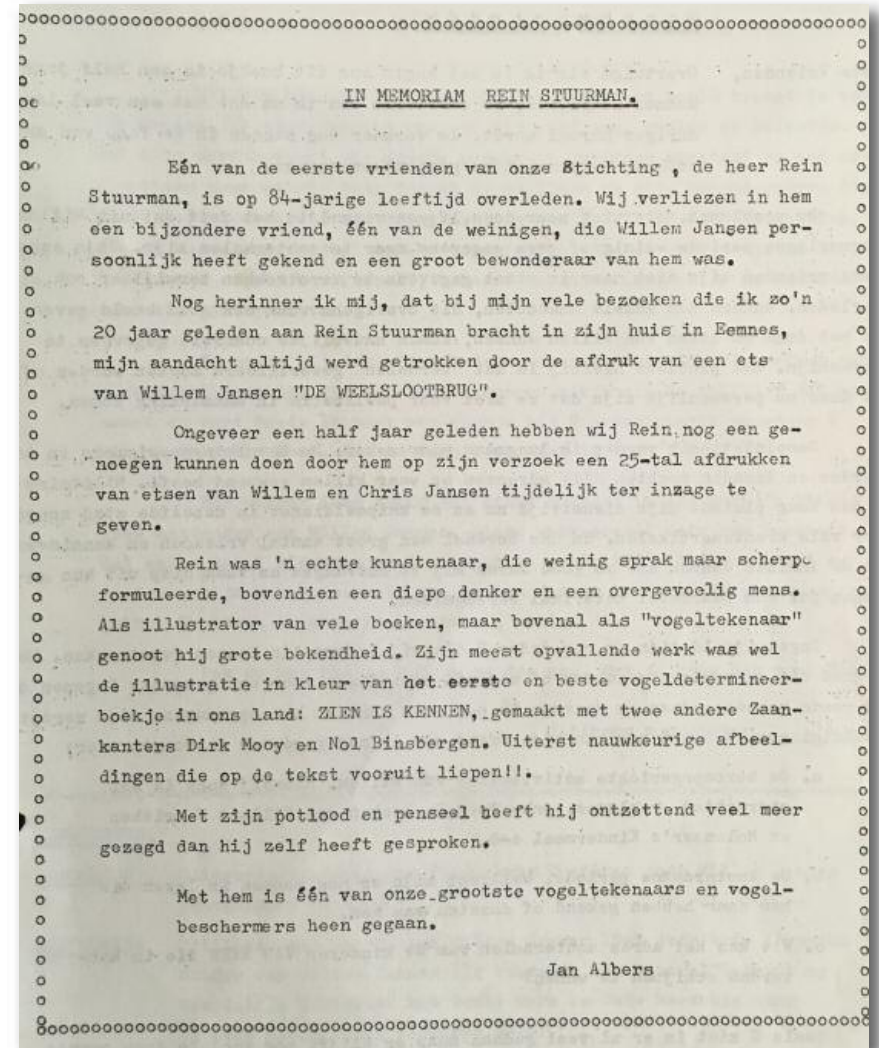 IN MEMORIAM REIN STUURMAN.
Eén van de eerste vrienden van onze Stichting , de heer Rein
Stuurman, is op 84-jarige leeftijd overleden. Wij verliezen in hem
een bijzondere vriend, één van de weinigen, die Willem Jansen per-
soonlijk heeft gekend en een groot bewonderaar van hem was.
Nog herinner ik mij, dat bij mijn vele bezoeken die ik zo'n
20 jaar geleden aan Rein Stuurman bracht in zijn huis in Eemnes,
mijn aandacht altijd werd getrokken door de afdruk van een ets
van Willem Jansen "DE WEELSLOOTBRUG".
Ongeveer een half jaar geleden hebben wij Rein nog een ge-
noegen kunnen doen door hem op zijn verzoek een 25-tal afdrukken
van etsen van Willem en Chris Jansen tijdelijk ter inzage te
geven.
Rein was 'n echte kunstenaar, die weinig sprak maar scherp
formuleerde, bovendien een diepe denker en een overgevoelig mens.
Als illustrator van vele boeken, maar bovenal als "vogeltekenaar"
genoot hij grote bekendheid. Zijn meest opvallende werk was wel
de illustratie in kleur van het eerste en beste vogeldetermineer-
boekje in ons land: ZIEN IS KENNEN, gemaakt met twee andere Zaan-
kanters Dirk Mooy en Nol Binsbergen. Uiterst nauwkeurige afbeel-
dingen die op de tekst vooruit liepen!!.
Met zijn potlood en penseel heeft hij ontzettend veel meer
gezegd dan hij zelf heeft gesproken.
Met hem is één van onze grootste vogeltekenaars en vogel-
beschermers heen gegaan.
Jan Albers